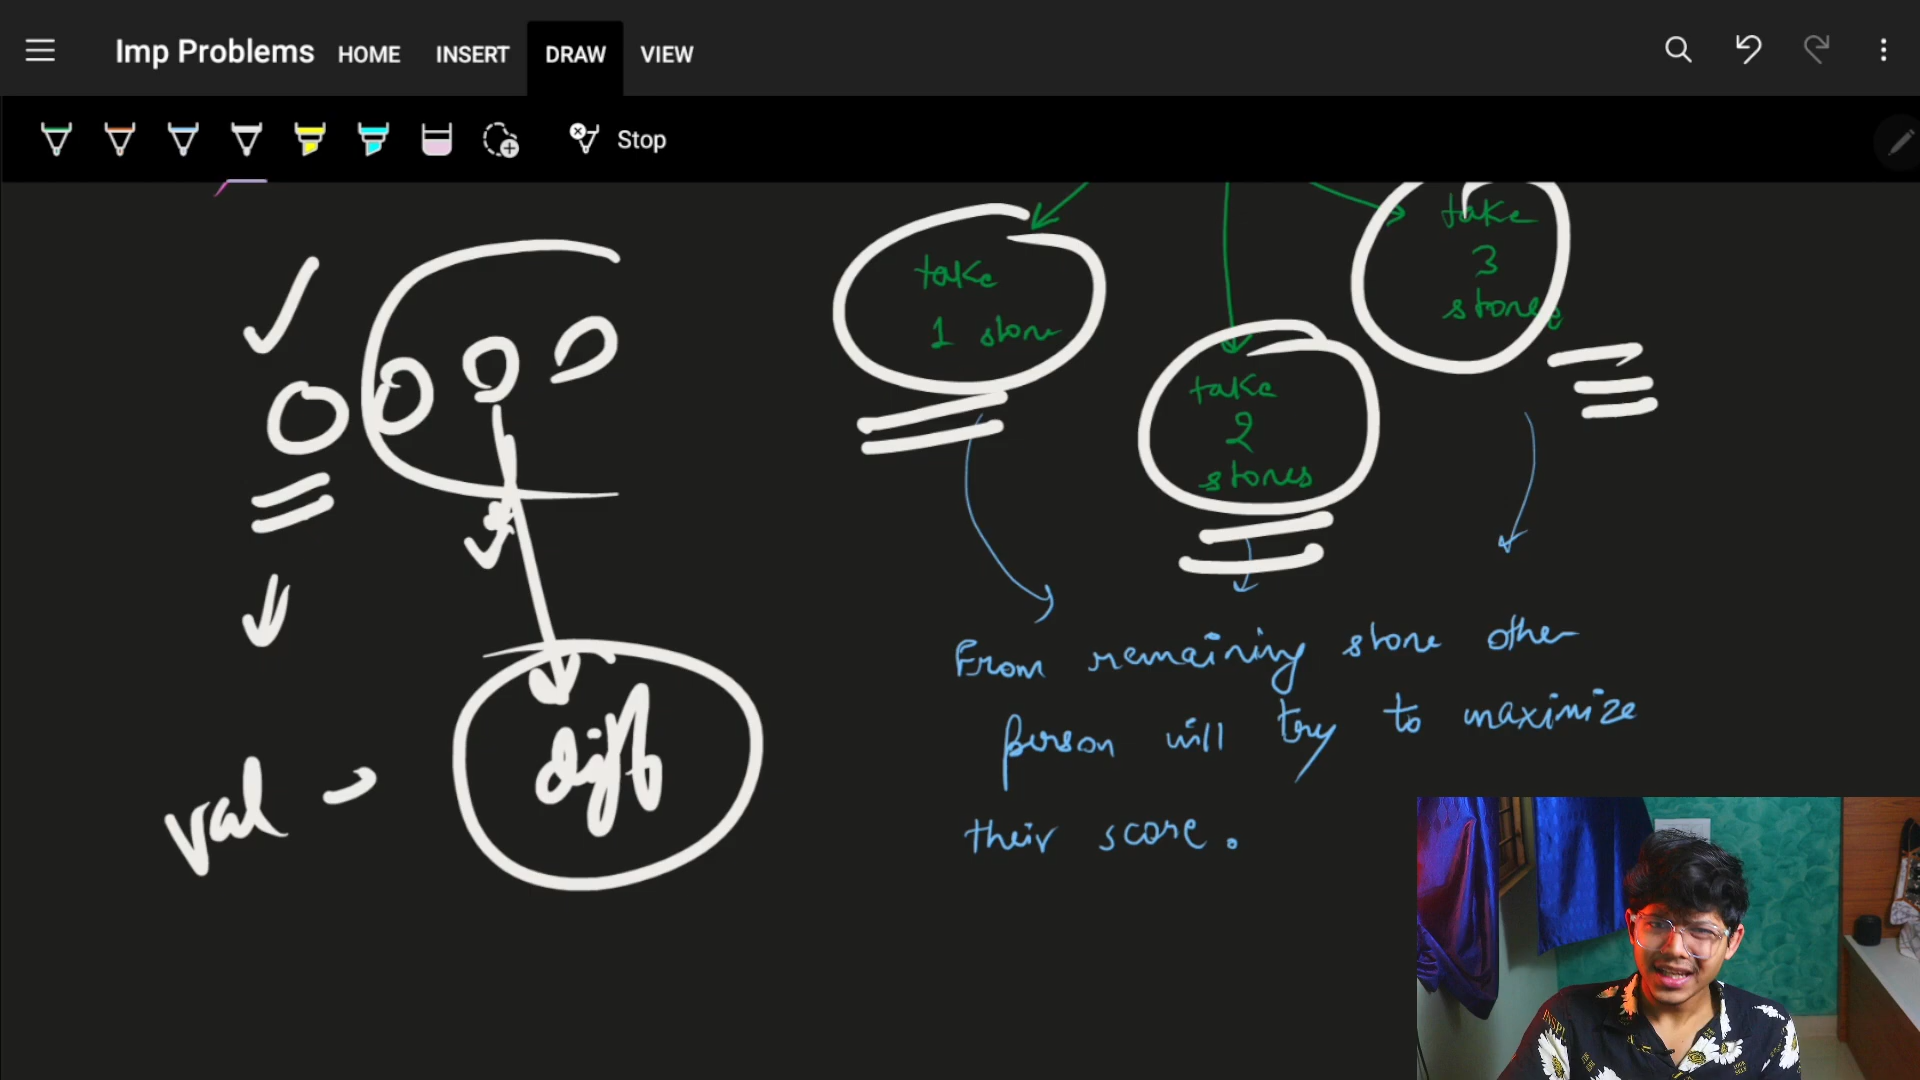 Imp Problems HOME INSERT DRAW VIEW
Stop
take
1 stone
take
2
stones
take
3
stones
From remaining stone other
person will try to maximize
their score.
val - diff